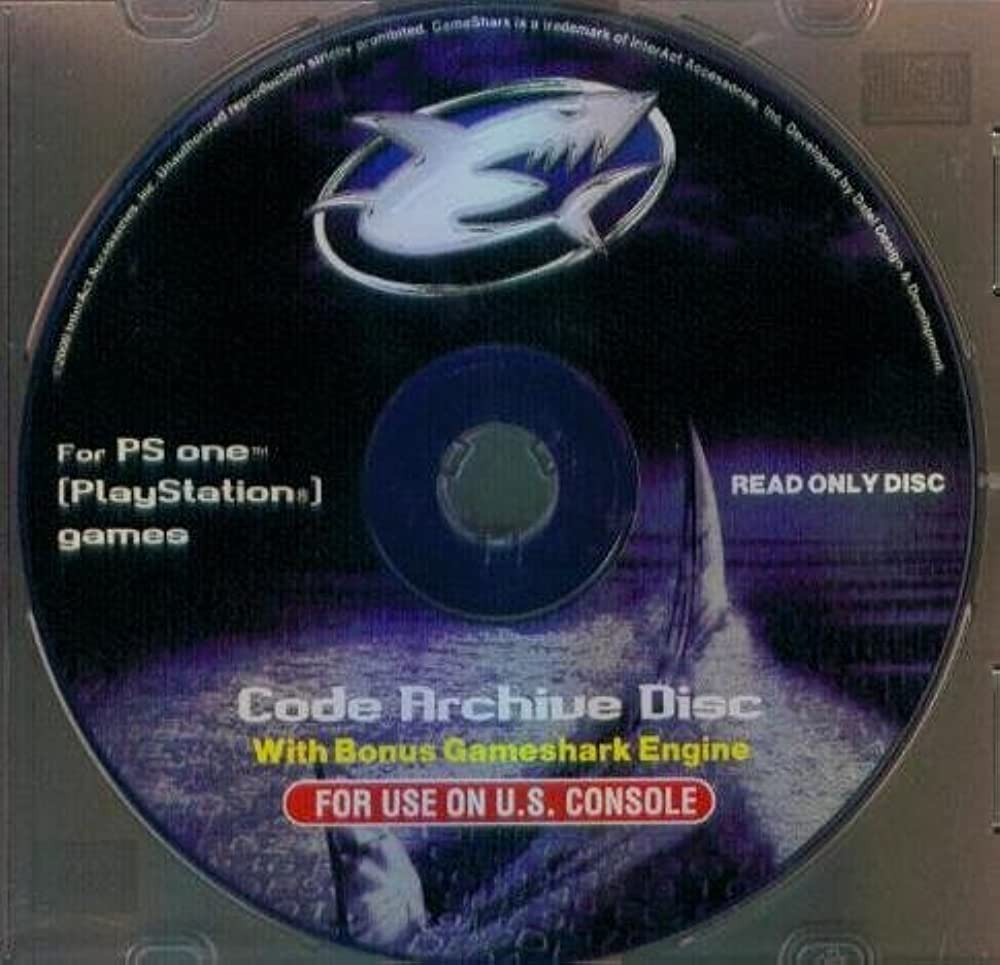 ©2000 InterAct Accessories, Inc. Unauthorized reproduction strictly prohibited. GameShark is a trademark of InterAct Accessories, Inc. Developed by Datel Design & Development.
For PS one™
[PlayStation®]
games
READ ONLY DISC
Code Archive Disc
With Bonus Gameshark Engine
FOR USE ON U.S. CONSOLE